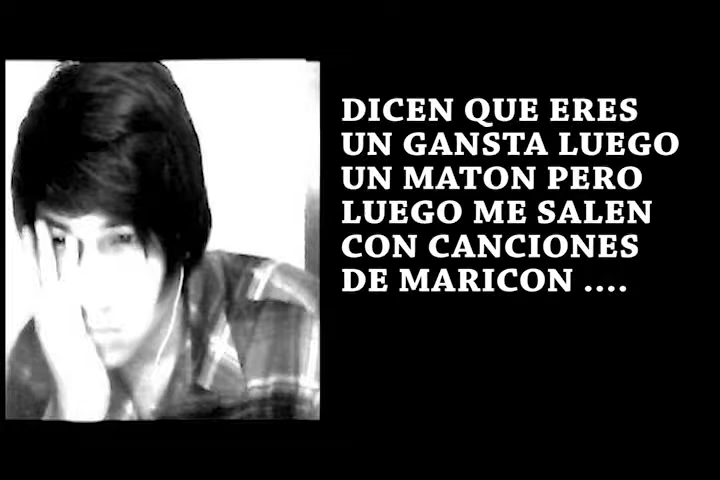 DICEN QUE ERES
UN GANSTA LUEGO
UN MATON PERO
LUEGO ME SALEN
CON CANCIONES
DE MARICON ....